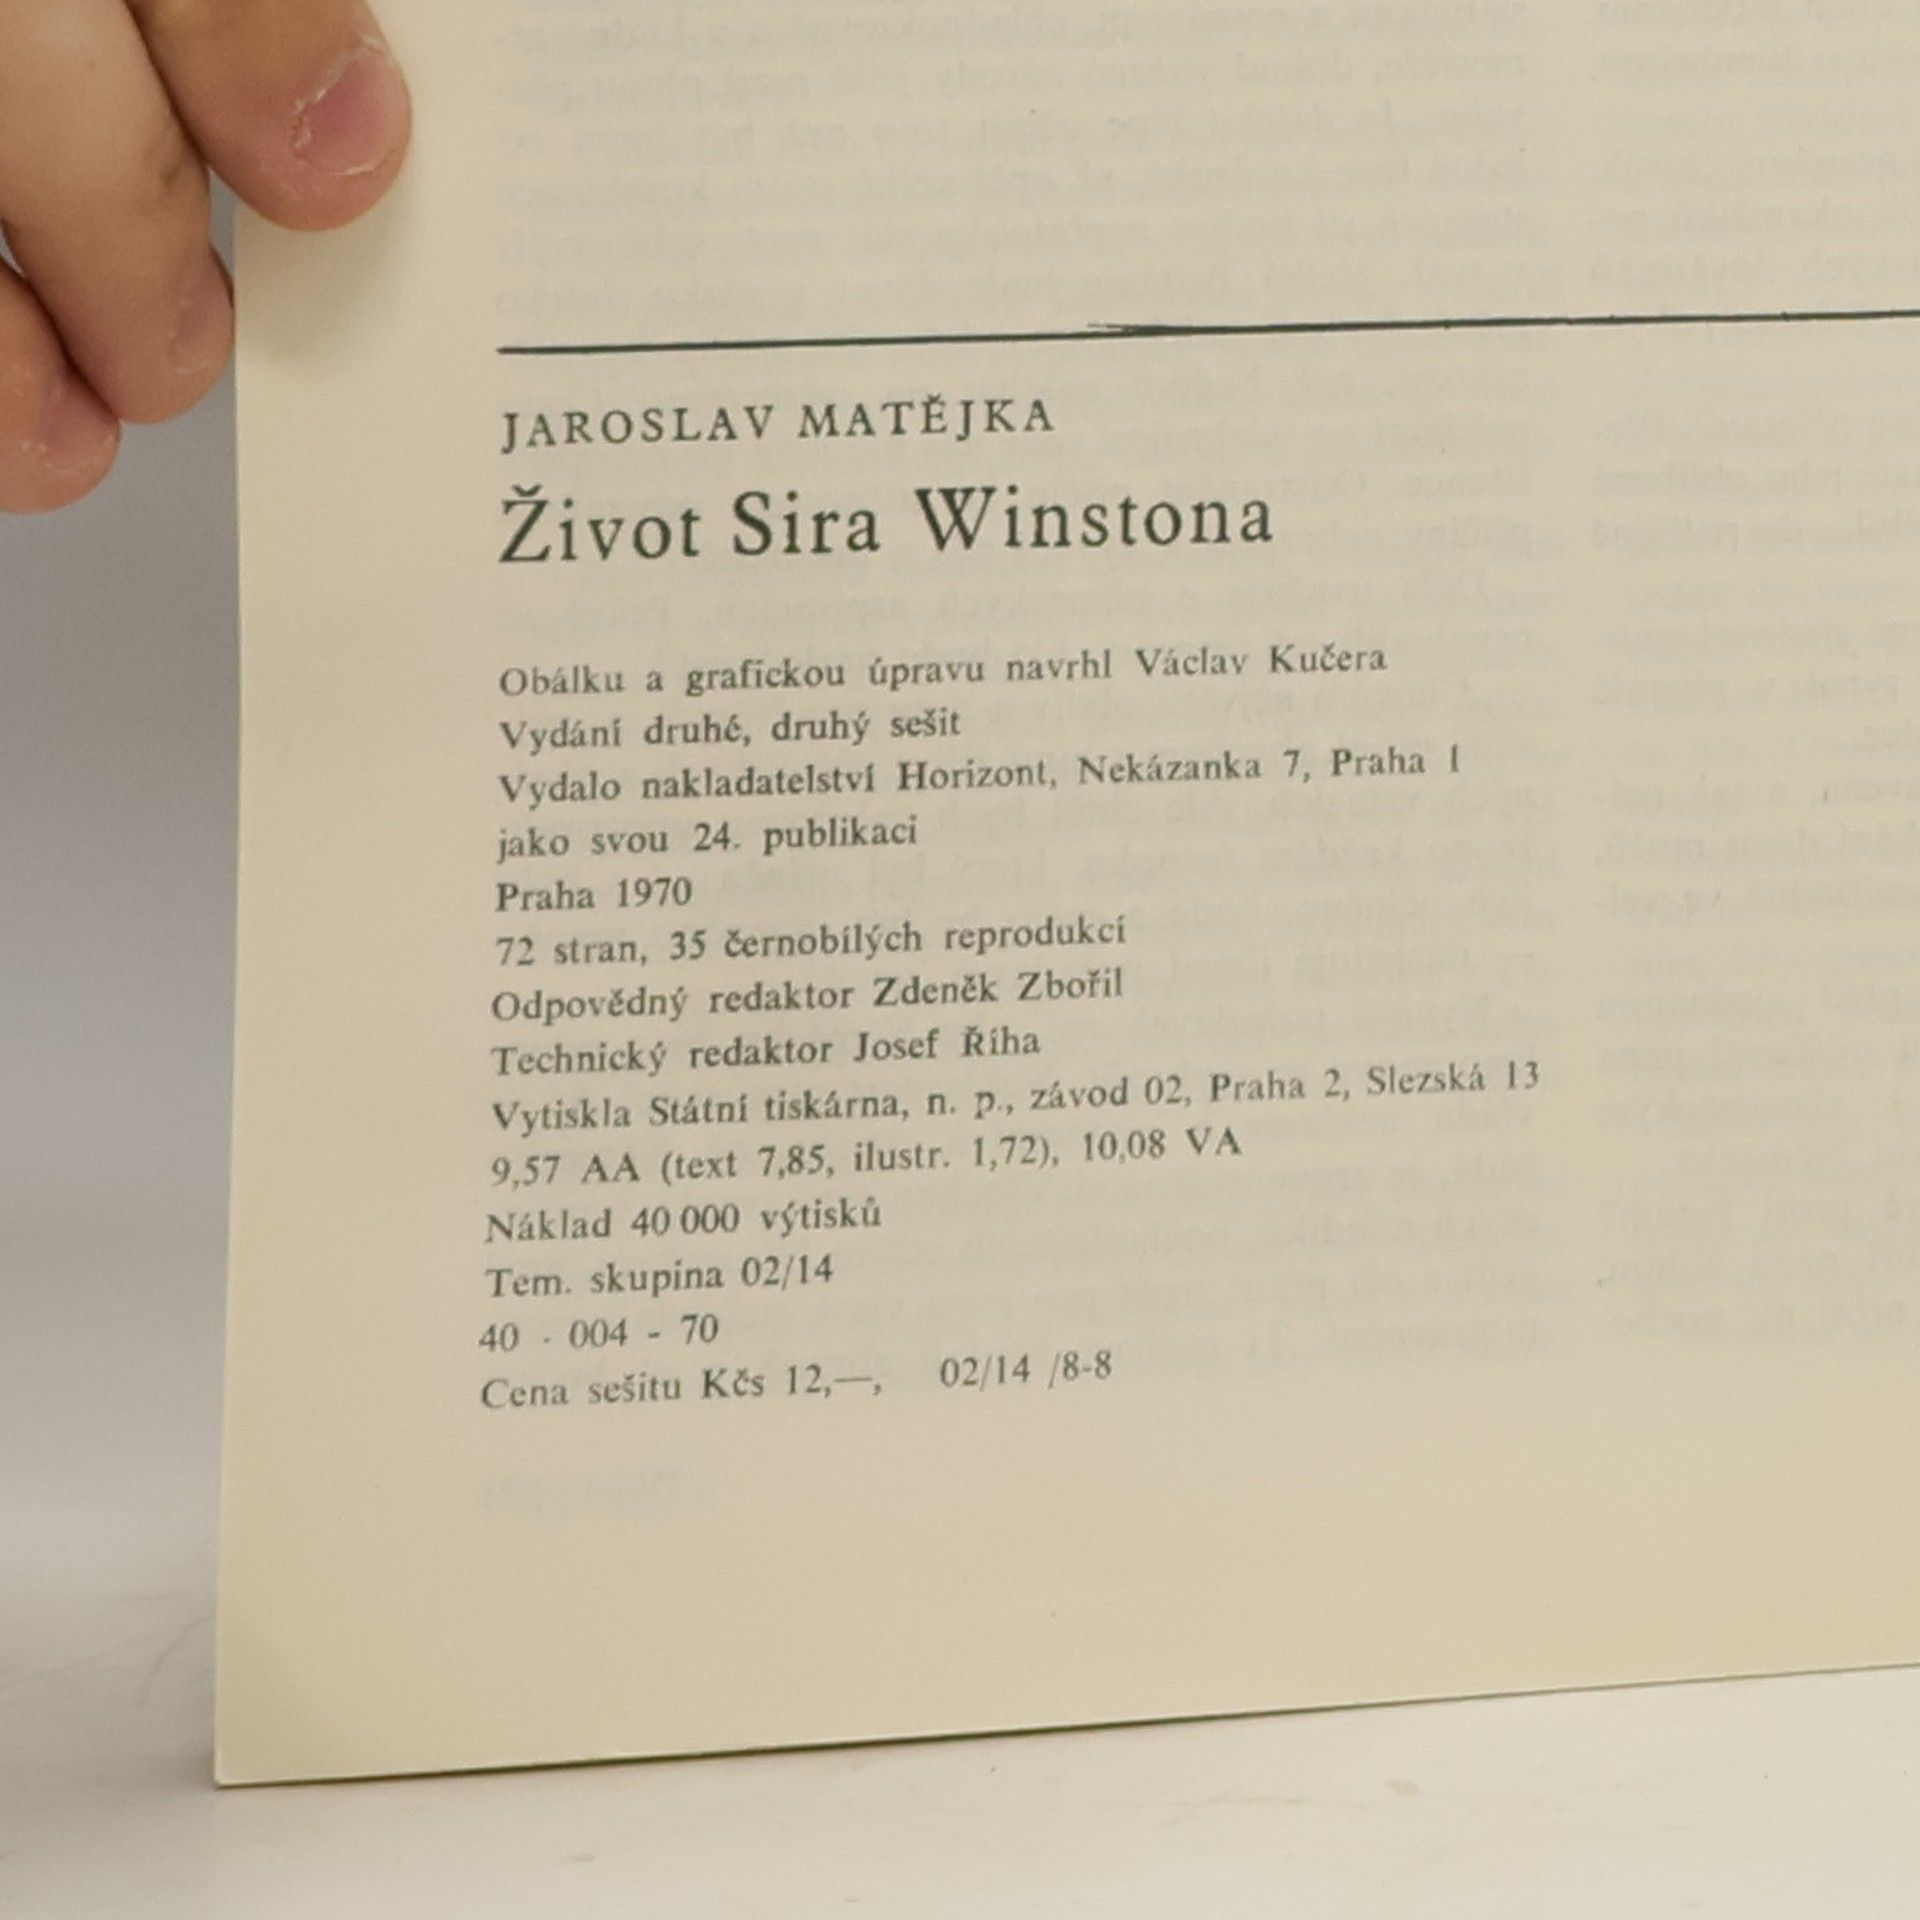 JAROSLAV MATĚJKA
Život Sira Winstona
Obálku a grafickou úpravu navrhl Václav Kučera
Vydání druhé, druhý sešit
Vydalo nakladatelství Horizont, Nekázanka 7, Praha 1
jako svou 24. publikaci
Praha 1970
72 stran, 35 černobílých reprodukcí
Odpovědný redaktor Zdeněk Zbořil
Technický redaktor Josef Říha
Vytiskla Státní tiskárna, n. p., závod 02, Praha 2, Slezská 13
9,57 AA (text 7,85, ilustr. 1,72), 10,08 VA
Náklad 40 000 výtisků
Tem. skupina 02/14
40 - 004 - 70
Cena sešitu Kčs 12,—, 02/14 /8-8